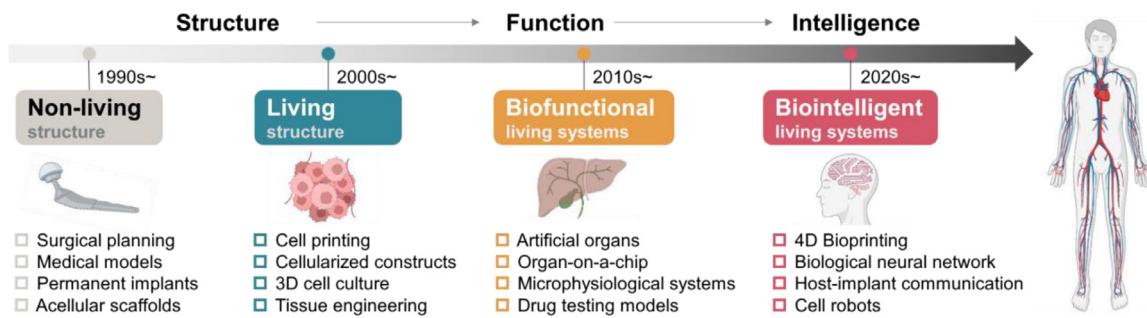 Structure
Function
Intelligence
1990s~
2000s~
2010s~
2020s~
Non-living
structure
Living
structure
Biofunctional
living systems
Biointelligent
living systems
Surgical planning
Medical models
Permanent implants
Acellular scaffolds
Cell printing
Cellularized constructs
3D cell culture
Tissue engineering
Artificial organs
Organ-on-a-chip
Microphysiological systems
Drug testing models
4D Bioprinting
Biological neural network
Host-implant communication
Cell robots